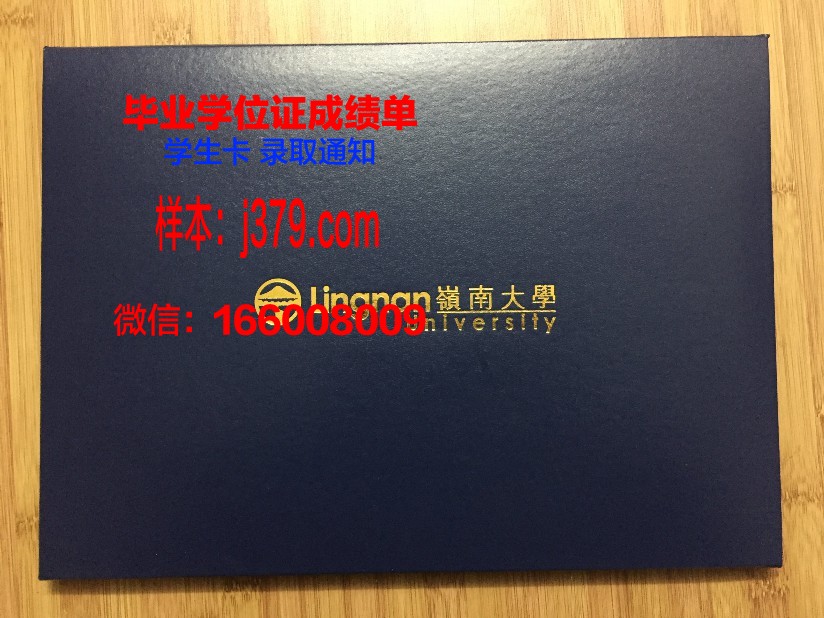 毕业学位证成绩单
学生卡 录取通知
样本：j379.com
Lingnan 嶺南大學
微信：166008009
University